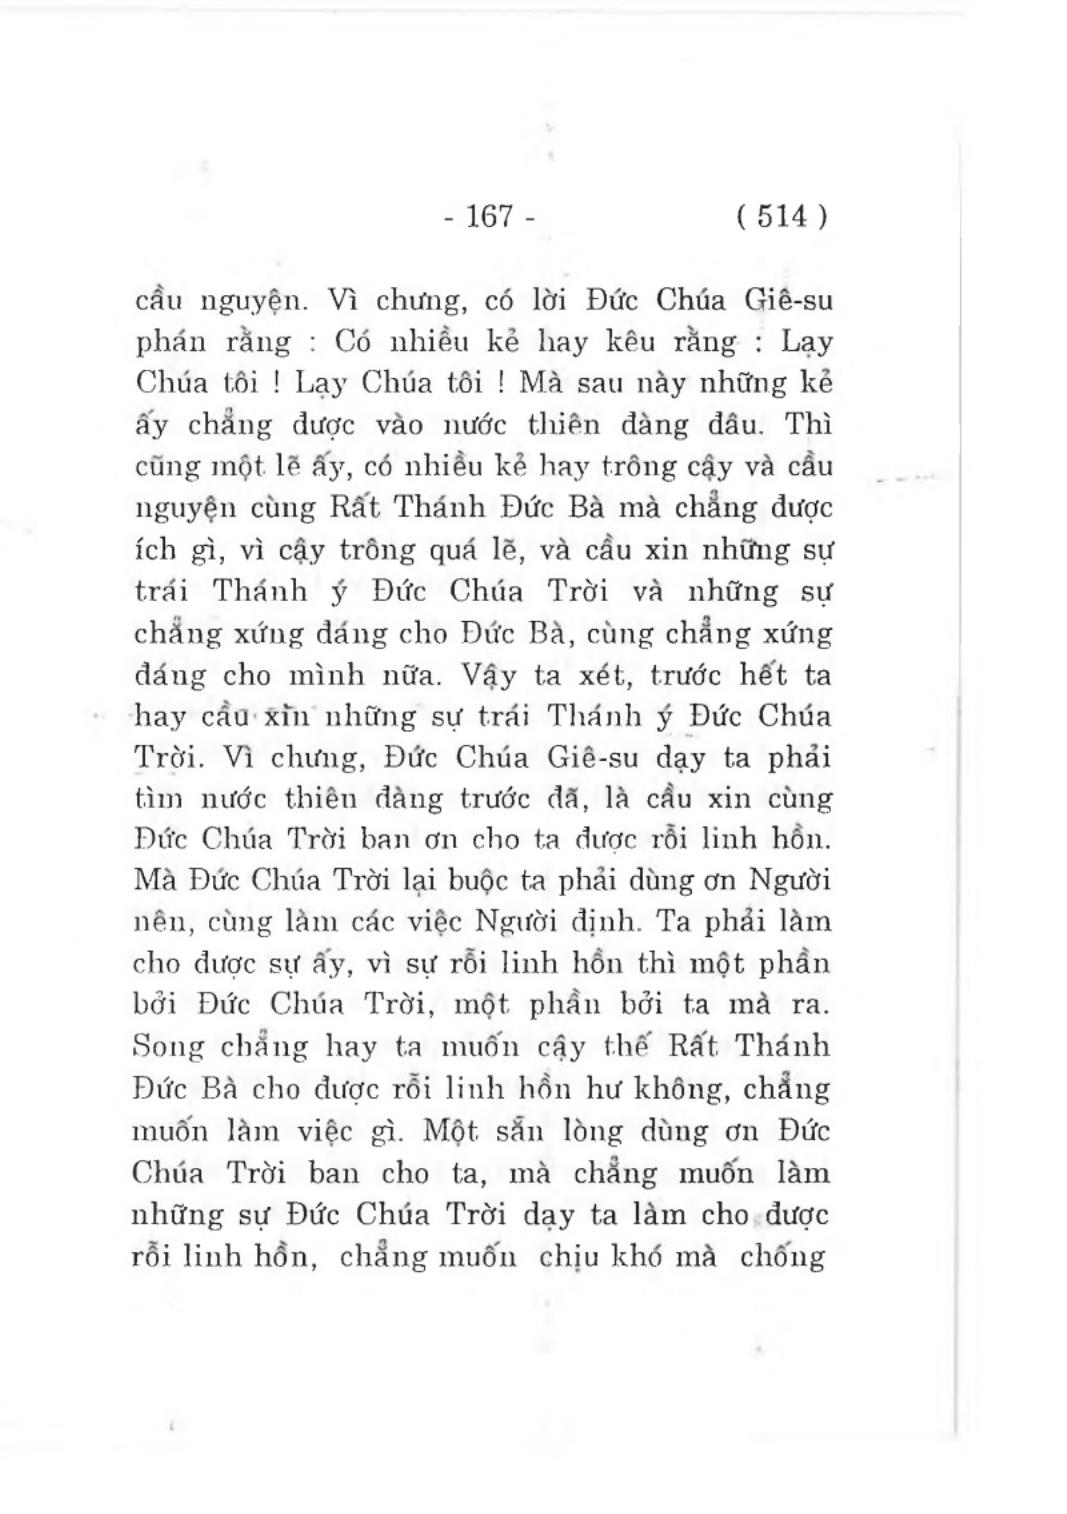 - 167 - ( 514 )
cầu nguyện. Vì chưng, có lời Đức Chúa Giê-su
phán rằng : Có nhiều kẻ hay kêu rằng : Lạy
Chúa tôi ! Lạy Chúa tôi ! Mà sau này những kẻ
ấy chẳng được vào nước thiên đàng đâu. Thì
cũng một lẽ ấy, có nhiều kẻ hay trông cậy và cầu
nguyện cùng Rất Thánh Đức Bà mà chẳng được
ích gì, vì cậy trông quá lẽ, và cầu xin những sự
trái Thánh ý Đức Chúa Trời và những sự
chẳng xứng đáng cho Đức Bà, cùng chẳng xứng
đáng cho mình nữa. Vậy ta xét, trước hết ta
hay cầu xin những sự trái Thánh ý Đức Chúa
Trời. Vì chưng, Đức Chúa Giê-su dạy ta phải
tìm nước thiên đàng trước đã, là cầu xin cùng
Đức Chúa Trời ban ơn cho ta được rỗi linh hồn.
Mà Đức Chúa Trời lại buộc ta phải dùng ơn Người
nên, cùng làm các việc Người định. Ta phải làm
cho được sự ấy, vì sự rỗi linh hồn thì một phần
bởi Đức Chúa Trời, một phần bởi ta mà ra.
Song chẳng hay ta muốn cậy thế Rất Thánh
Đức Bà cho được rỗi linh hồn hư không, chẳng
muốn làm việc gì. Một sẵn lòng dùng ơn Đức
Chúa Trời ban cho ta, mà chẳng muốn làm
những sự Đức Chúa Trời dạy ta làm cho được
rỗi linh hồn, chẳng muốn chịu khó mà chống